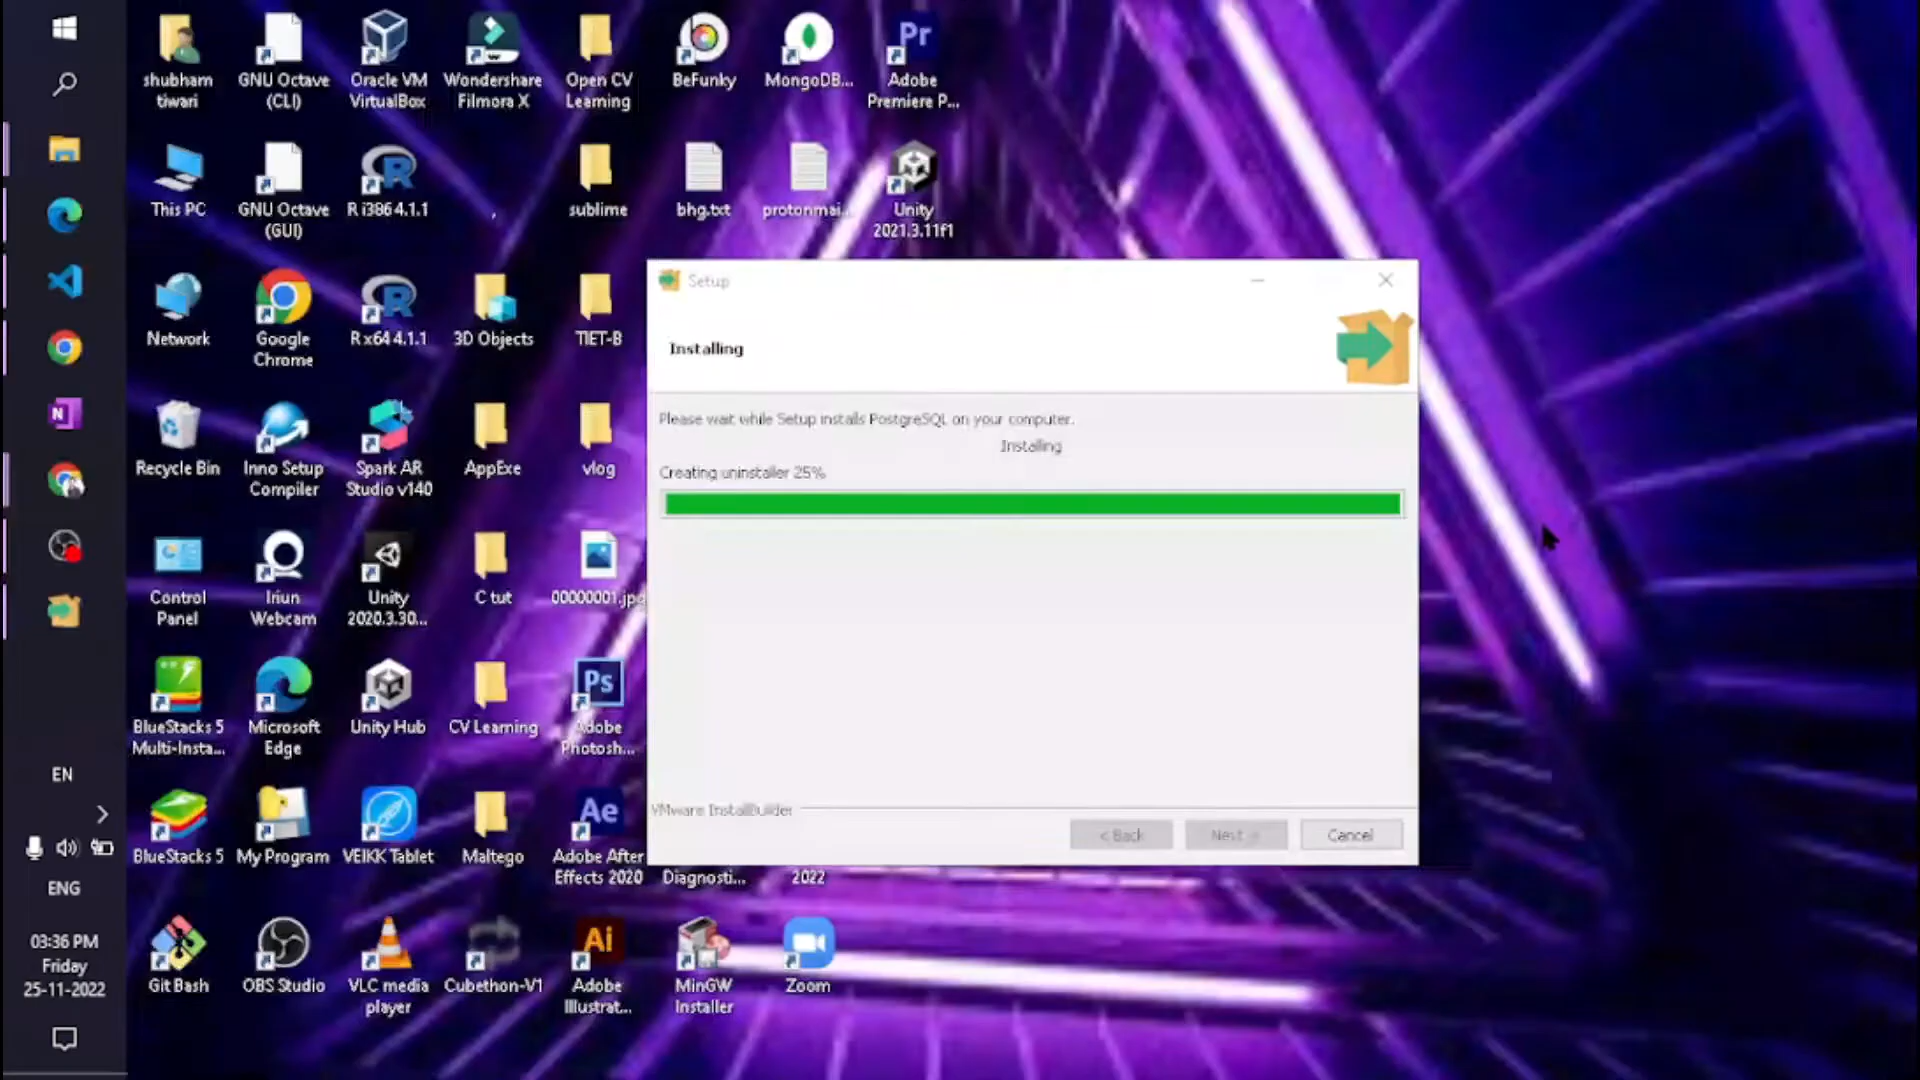 shubham
tiwari
GNU Octave
(CLI)
Oracle VM
VirtualBox
Wondershare
Filmora X
Open CV
Learning
BeFunky
MongoDB...
Pr
Adobe
Premiere P...
This PC
GNU Octave
(GUI)
R i386 4.1.1
,
sublime
bhg.txt
protonmai...
Unity
2021.3.11f1
Network
Google
Chrome
R x64 4.1.1
3D Objects
TIET-B
Recycle Bin
Inno Setup
Compiler
Spark AR
Studio v140
AppExe
vlog
Control
Panel
Iriun
Webcam
Unity
2020.3.30...
C tut
00000001.jpg
BlueStacks 5
Multi-Insta...
Microsoft
Edge
Unity Hub
CV Learning
Ps
Adobe
Photosh...
BlueStacks 5
My Program
VEIKK Tablet
Maltego
Ae
Adobe After
Effects 2020
Diagnosti...
2022
Git Bash
OBS Studio
VLC media
player
Cubethon-V1
Ai
Adobe
Illustrat...
MinGW
Installer
Zoom
Setup
Installing
Please wait while Setup installs PostgreSQL on your computer.
Installing
Creating uninstaller 25%
VMware InstallBuilder
< Back
Next >
Cancel
N
EN
ENG
03:36 PM
Friday
25-11-2022